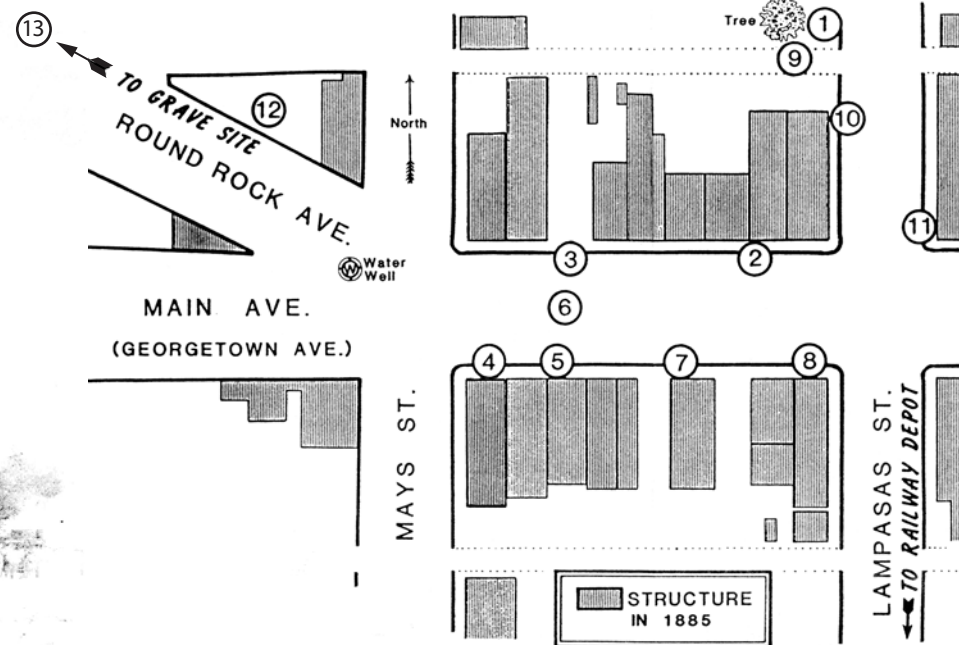 13
Tree
1
9
TO GRAVE SITE
12
North
10
ROUND ROCK AVE.
11
3
2
W
Water
Well
6
MAIN AVE.
(GEORGETOWN AVE.)
4
5
7
8
MAYS ST.
LAMPASAS ST.
TO RAILWAY DEPOT
STRUCTURE
IN 1885